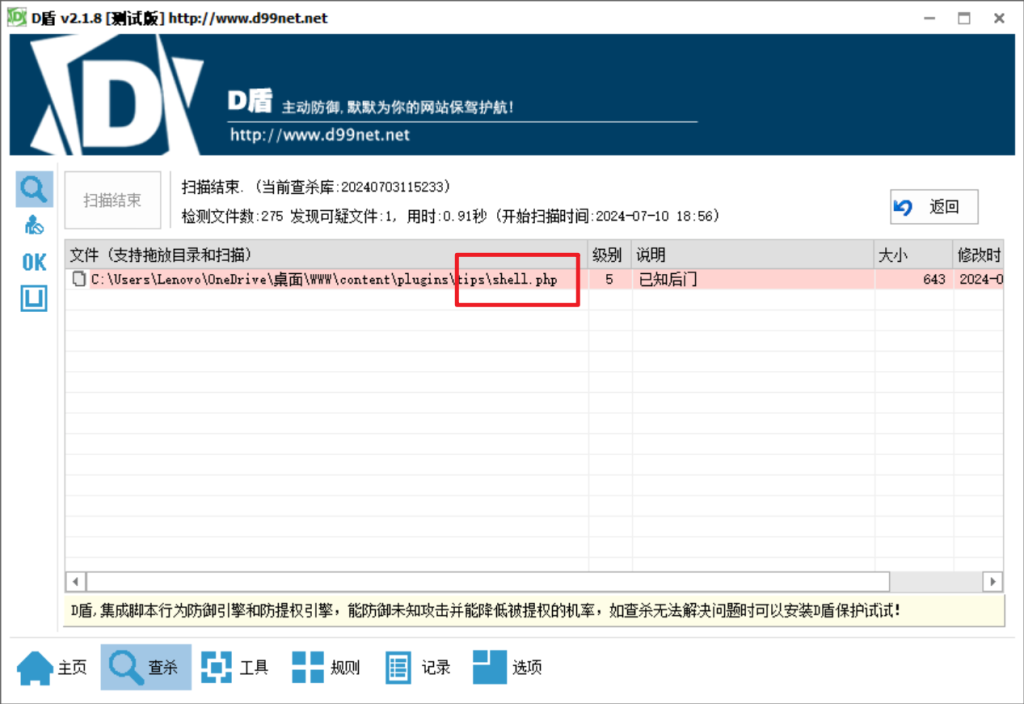 D盾 v2.1.8 [测试版] http://www.d99net.net
D盾 主动防御,默默为你的网站保驾护航!
http://www.d99net.net
扫描结束
扫描结束. (当前查杀库:20240703115233)
检测文件数:275 发现可疑文件:1, 用时:0.91秒 (开始扫描时间:2024-07-10 18:56)
返回
OK
文件 (支持拖放目录和扫描) 级别 说明 大小 修改时
C:\Users\Lenovo\OneDrive\桌面\WWW\content\plugins\tips\shell.php 5 已知后门 643 2024-0
D盾,集成脚本行为防御引擎和防提权引擎, 能防御未知攻击并能降低被提权的机率, 如查杀无法解决问题时可以安装D盾保护试试!
主页 查杀 工具 规则 记录 选项